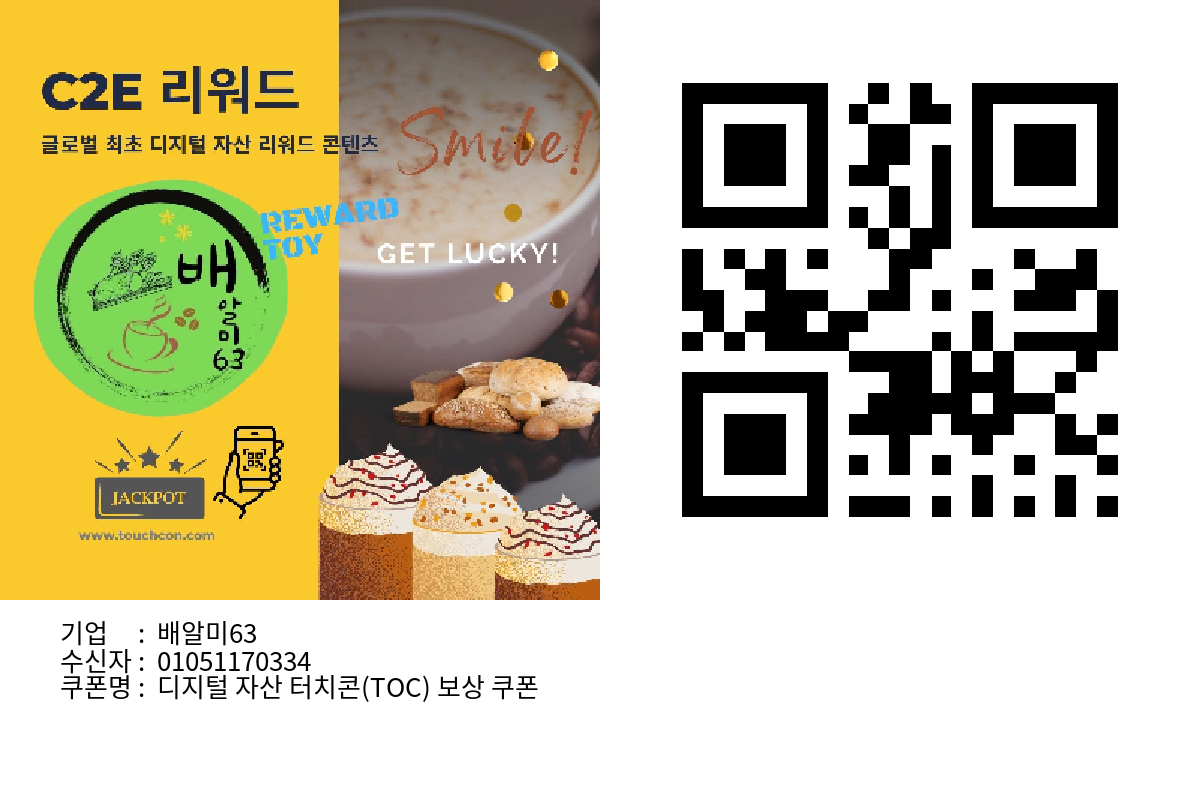 C2E 리워드
글로벌 최초 디지털 자산 리워드 콘텐츠
Smile!
REWARD
TOY
GET LUCKY!
배
알
미
63
JACKPOT
www.touchcon.com
기업 : 배알미63
수신자 : 01051170334
쿠폰명 : 디지털 자산 터치콘(TOC) 보상 쿠폰